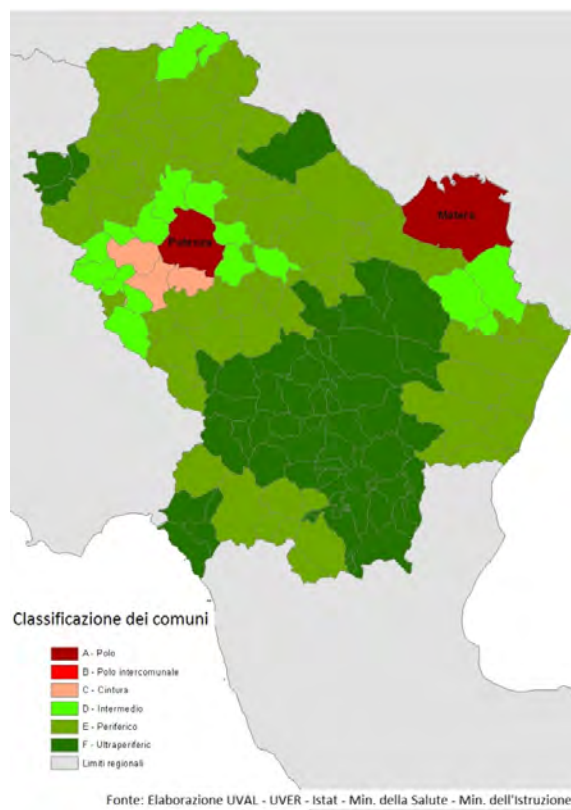 Matera
Potenza
Classificazione dei comuni
A - Polo
B - Polo intercomunale
C - Cintura
D - Intermedio
E - Periferico
F - Ultraperiferic
Limiti regionali
Fonte: Elaborazione UVAL - UVER - Istat - Min. della Salute - Min. dell'Istruzione